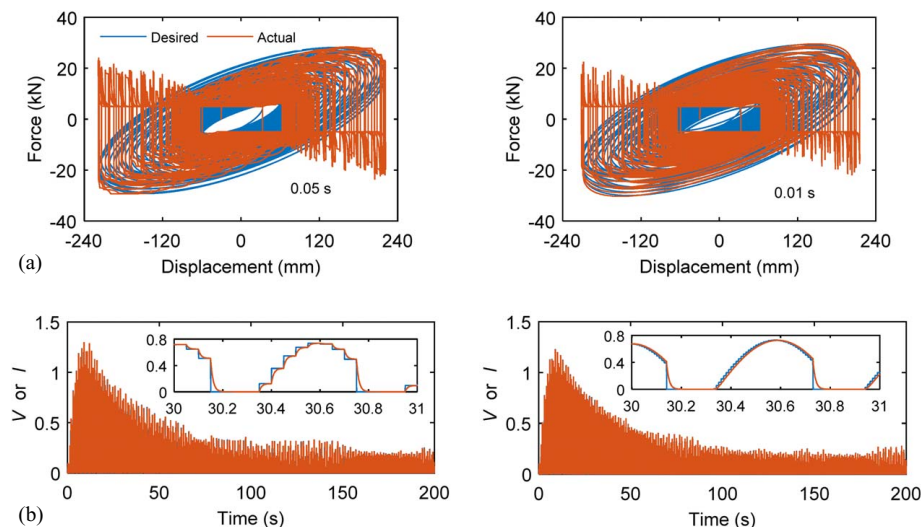 Desired Actual
Force (kN)
40
20
0
-20
-40
-240 -120 0 120 240
0.05 s
Displacement (mm)
(a)
Force (kN)
40
20
0
-20
-40
-240 -120 0 120 240
0.01 s
Displacement (mm)
V or I
1.5
1
0.5
0
0.8
0.4
0
30 30.2 30.4 30.6 30.8 31
0 50 100 150 200
Time (s)
(b)
V or I
1.5
1
0.5
0
0.8
0.4
0
30 30.2 30.4 30.6 30.8 31
0 50 100 150 200
Time (s)